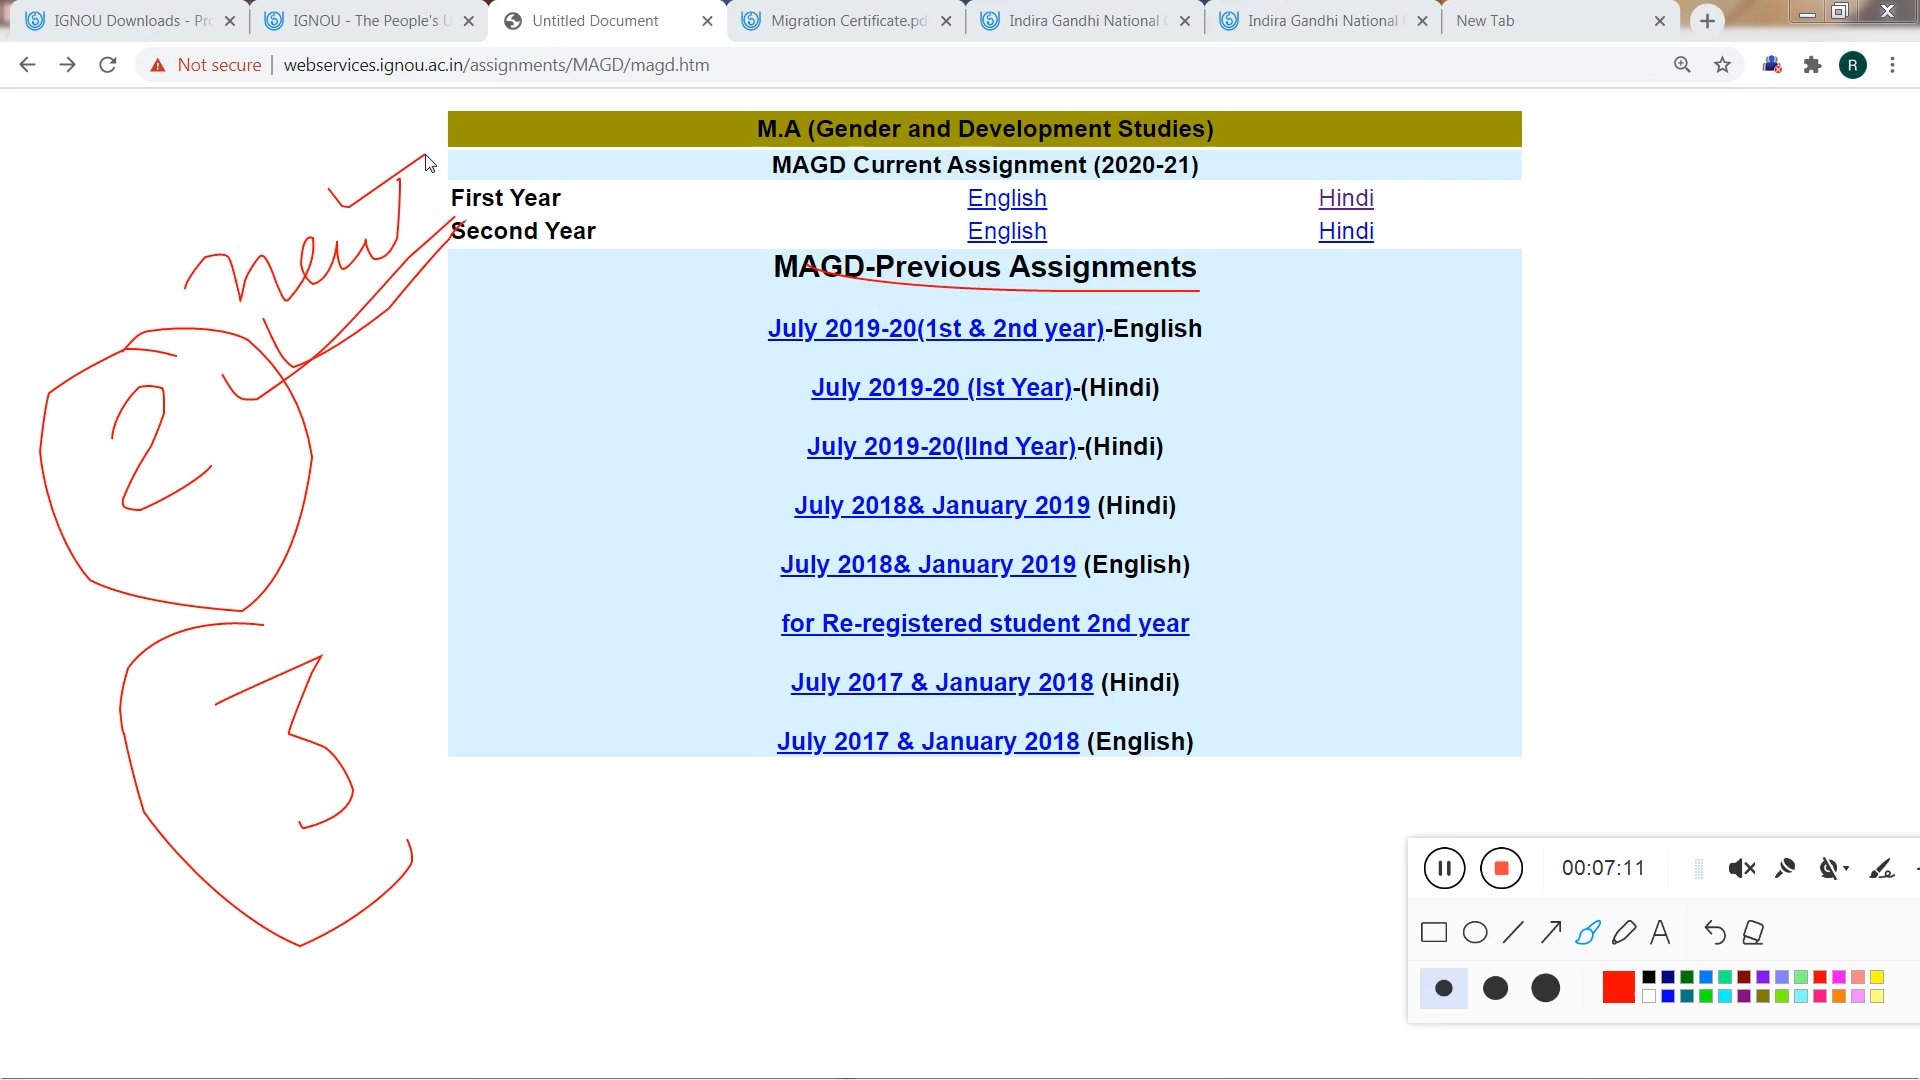 IGNOU Downloads - Pr
IGNOU - The People's U
Untitled Document
Migration Certificate.pd
Indira Gandhi National
Indira Gandhi National
New Tab
Not secure
webservices.ignou.ac.in/assignments/MAGD/magd.htm
R
M.A (Gender and Development Studies)
MAGD Current Assignment (2020-21)
First Year English Hindi
Second Year English Hindi
MAGD-Previous Assignments
July 2019-20(1st & 2nd year)-English
July 2019-20 (Ist Year)-(Hindi)
July 2019-20(IInd Year)-(Hindi)
July 2018& January 2019 (Hindi)
July 2018& January 2019 (English)
for Re-registered student 2nd year
July 2017 & January 2018 (Hindi)
July 2017 & January 2018 (English)
new
2
3
00:07:11
A